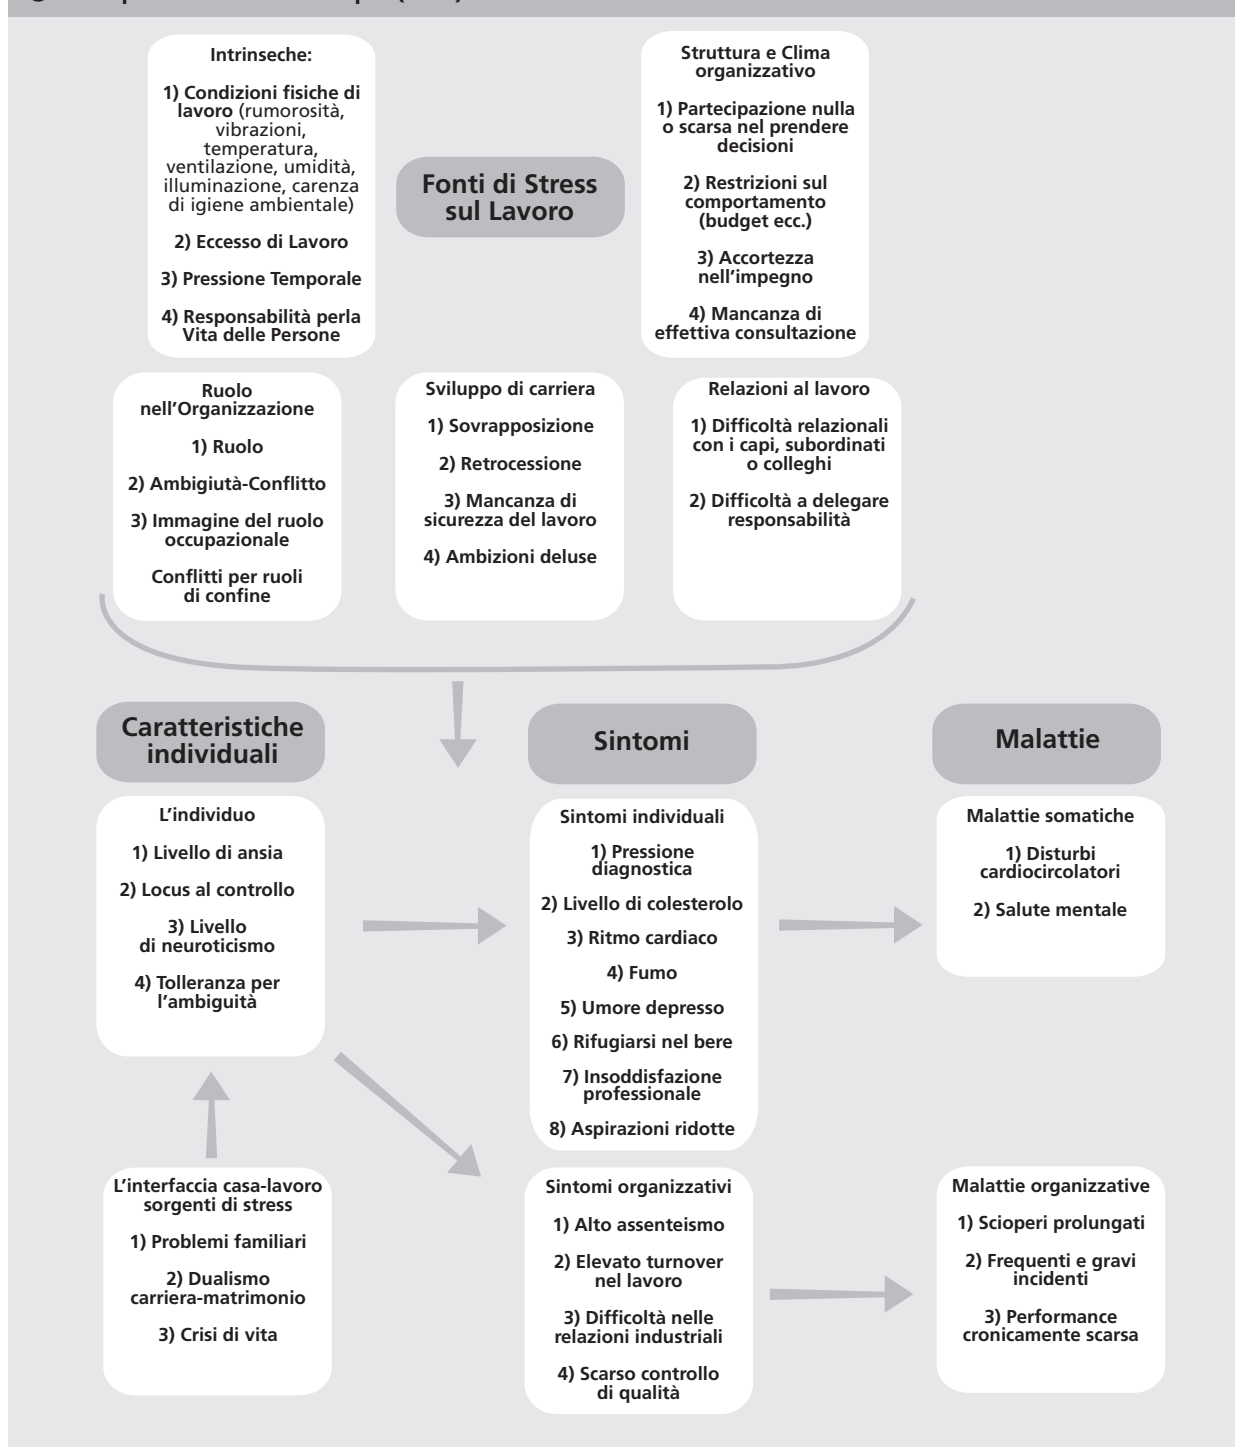 Intrinseche:
1) Condizioni fisiche di
lavoro (rumorosità,
vibrazioni,
temperatura,
ventilazione, umidità,
illuminazione, carenza
di igiene ambientale)
2) Eccesso di Lavoro
3) Pressione Temporale
4) Responsabilità perla
Vita delle Persone
Fonti di Stress
sul Lavoro
Struttura e Clima
organizzativo
1) Partecipazione nulla
o scarsa nel prendere
decisioni
2) Restrizioni sul
comportamento
(budget ecc.)
3) Accortezza
nell'impegno
4) Mancanza di
effettiva consultazione
Ruolo
nell'Organizzazione
1) Ruolo
2) Ambigiutà-Conflitto
3) Immagine del ruolo
occupazionale
Conflitti per ruoli
di confine
Sviluppo di carriera
1) Sovrapposizione
2) Retrocessione
3) Mancanza di
sicurezza del lavoro
4) Ambizioni deluse
Relazioni al lavoro
1) Difficoltà relazionali
con i capi, subordinati
o colleghi
2) Difficoltà a delegare
responsabilità
Caratteristiche
individuali
L'individuo
1) Livello di ansia
2) Locus al controllo
3) Livello
di neuroticismo
4) Tolleranza per
l'ambiguità
L'interfaccia casa-lavoro
sorgenti di stress
1) Problemi familiari
2) Dualismo
carriera-matrimonio
3) Crisi di vita
Sintomi
Sintomi individuali
1) Pressione
diagnostica
2) Livello di colesterolo
3) Ritmo cardiaco
4) Fumo
5) Umore depresso
6) Rifugiarsi nel bere
7) Insoddisfazione
professionale
8) Aspirazioni ridotte
Sintomi organizzativi
1) Alto assenteismo
2) Elevato turnover
nel lavoro
3) Difficoltà nelle
relazioni industriali
4) Scarso controllo
di qualità
Malattie
Malattie somatiche
1) Disturbi
cardiocircolatori
2) Salute mentale
Malattie organizzative
1) Scioperi prolungati
2) Frequenti e gravi
incidenti
3) Performance
cronicamente scarsa